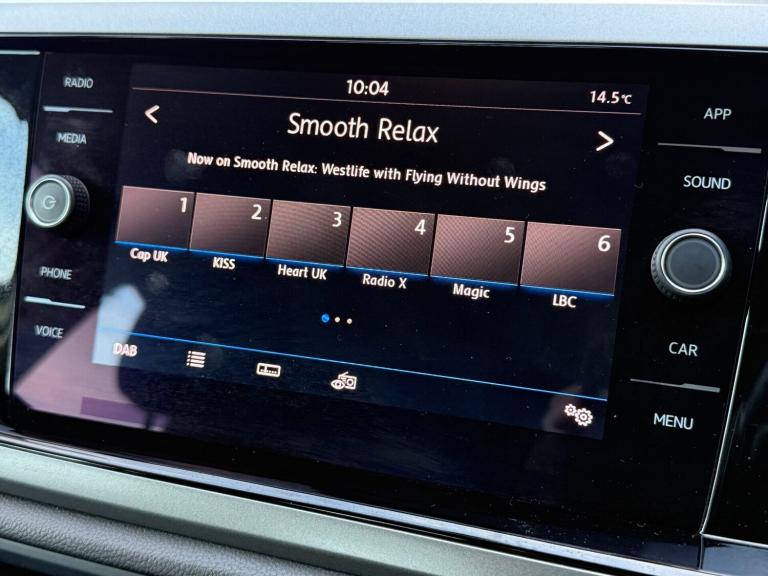 RADIO
MEDIA
PHONE
VOICE
10:04
14.5°C
Smooth Relax
Now on Smooth Relax: Westlife with Flying Without Wings
1 2 3 4 5 6
Cap UK KISS Heart UK Radio X Magic LBC
DAB
APP
SOUND
CAR
MENU